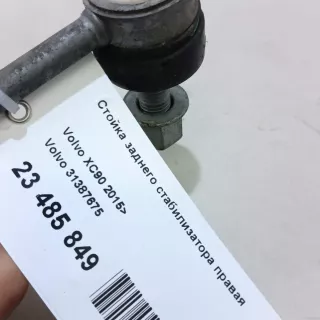 Стойка заднего стабилизатора правая
Volvo XC90 2015>
Volvo 31387675
23 485 849